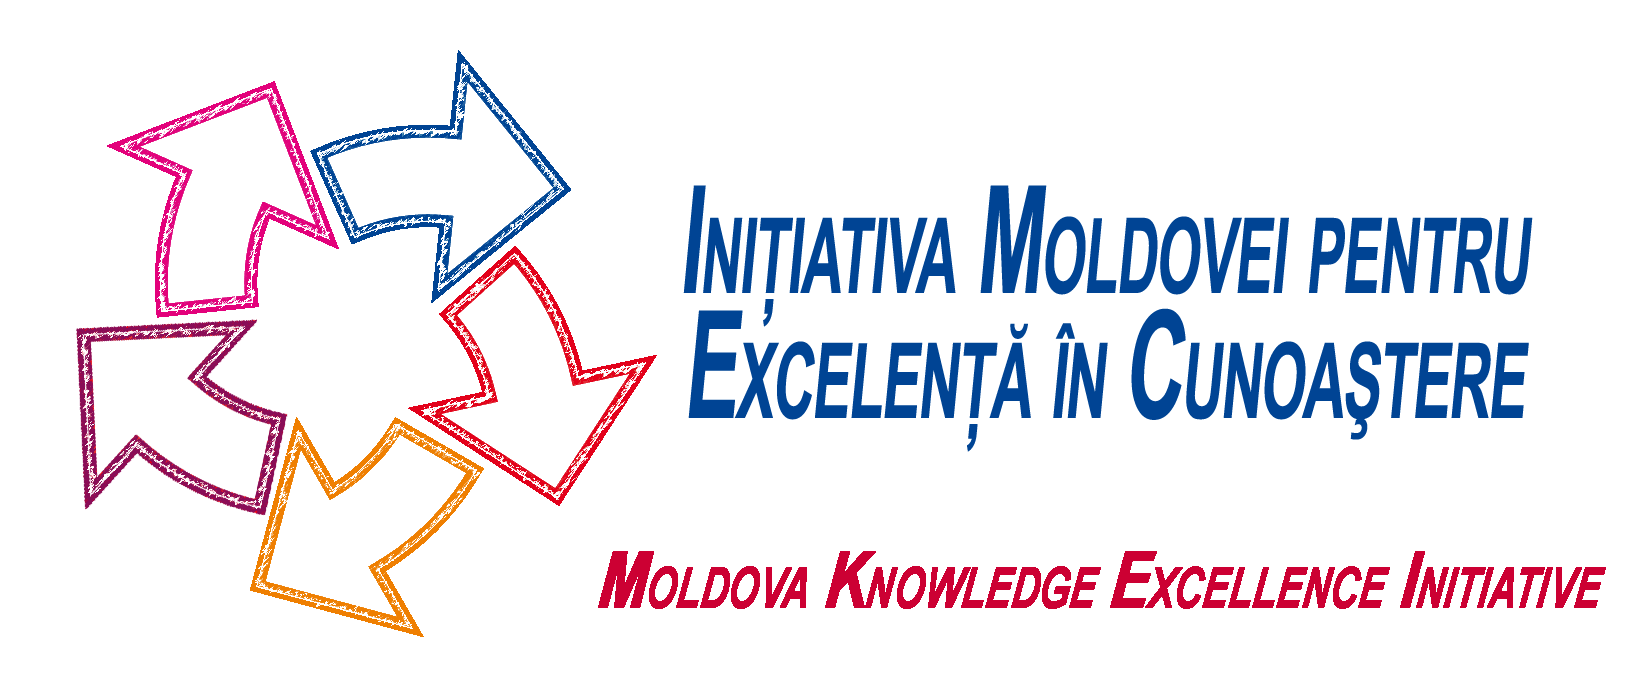 Inițiativa Moldovei pentru
Excelență în Cunoaştere
Moldova Knowledge Excellence Initiative